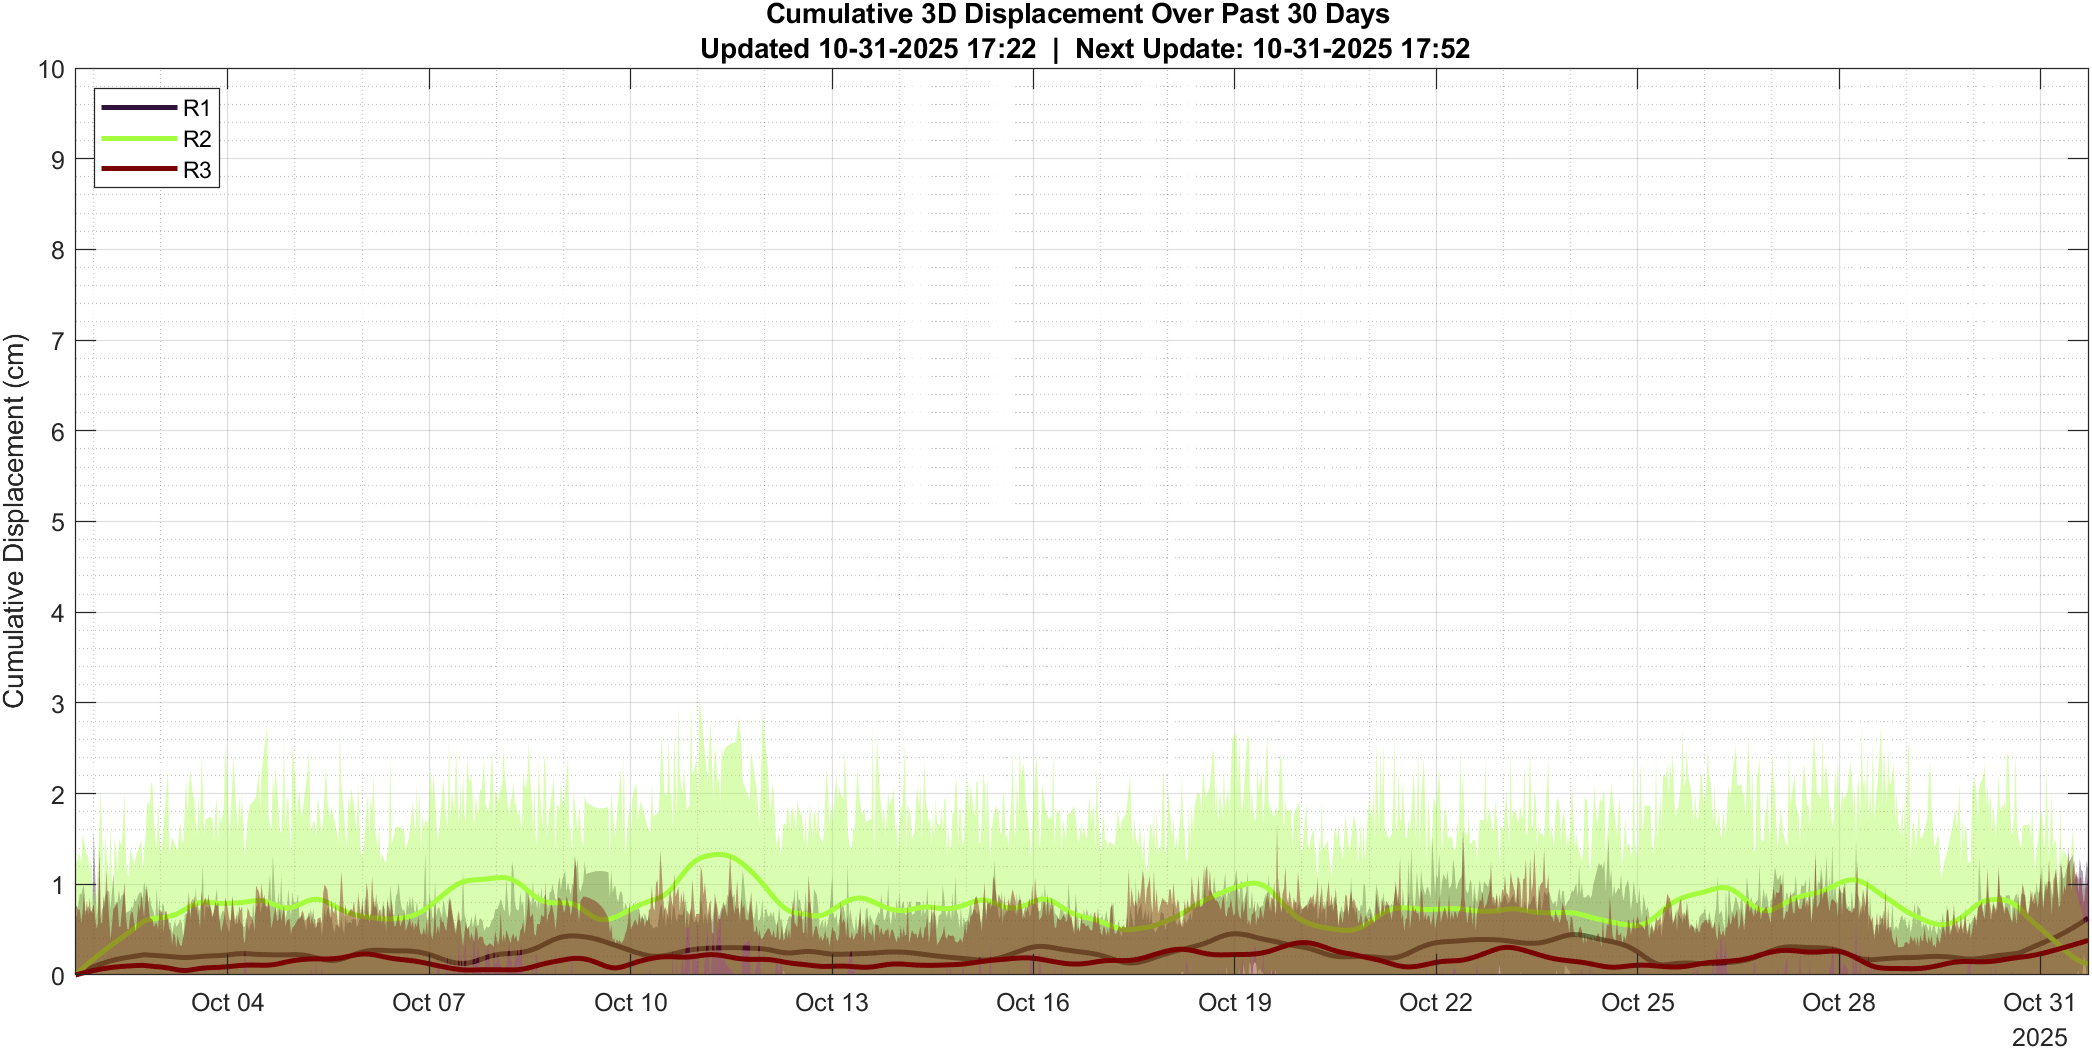 Cumulative 3D Displacement Over Past 30 Days
Updated 10-31-2025 17:22 | Next Update: 10-31-2025 17:52
R1
R2
R3
Cumulative Displacement (cm)
10
9
8
7
6
5
4
3
2
1
0
Oct 04
Oct 07
Oct 10
Oct 13
Oct 16
Oct 19
Oct 22
Oct 25
Oct 28
Oct 31
2025